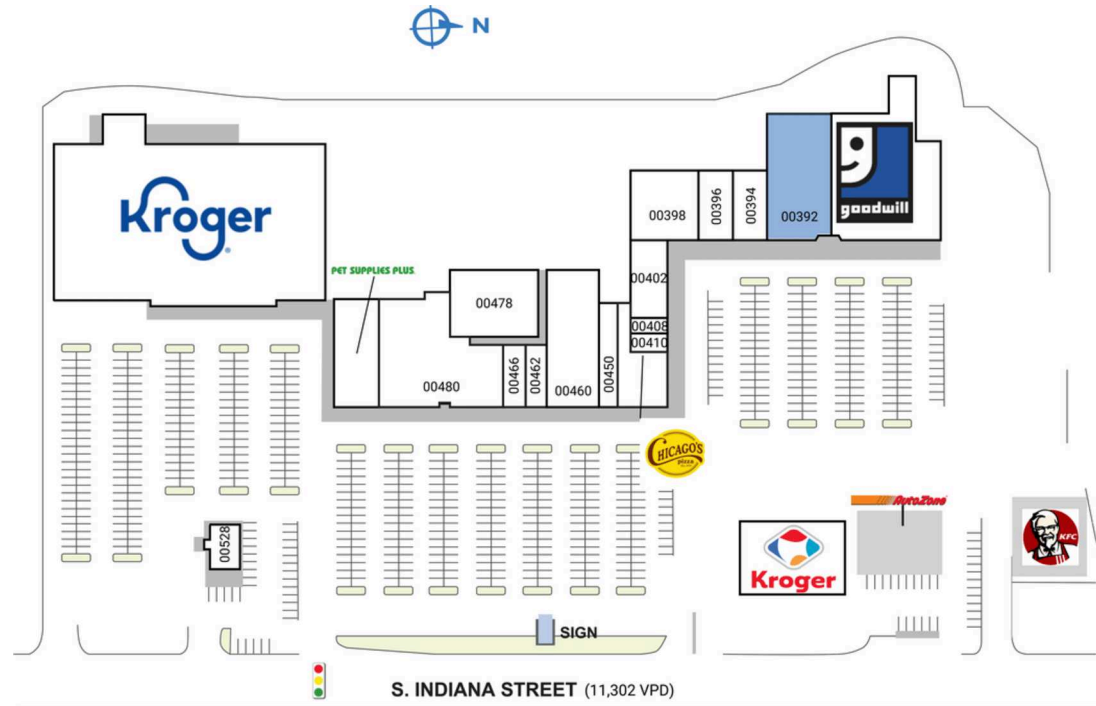 N
Kroger
goodwill
00398
00396
00394
00392
00402
PET SUPPLIES PLUS
00478
00408
00410
00480
00466
00462
00460
00450
CHICAGO'S
pizza
AutoZone
00528
Kroger
KFC
SIGN
S. INDIANA STREET (11,302 VPD)